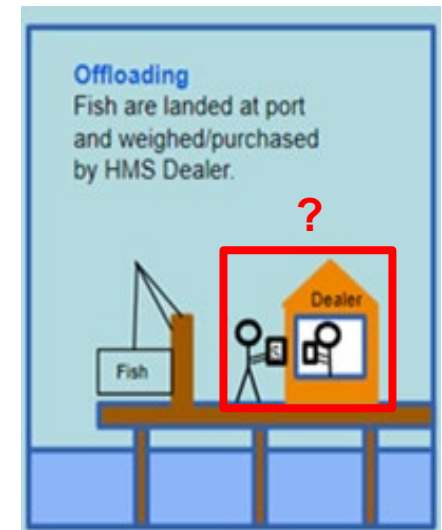 Offloading
Fish are landed at port
and weighed/purchased
by HMS Dealer.
?
Dealer
Fish